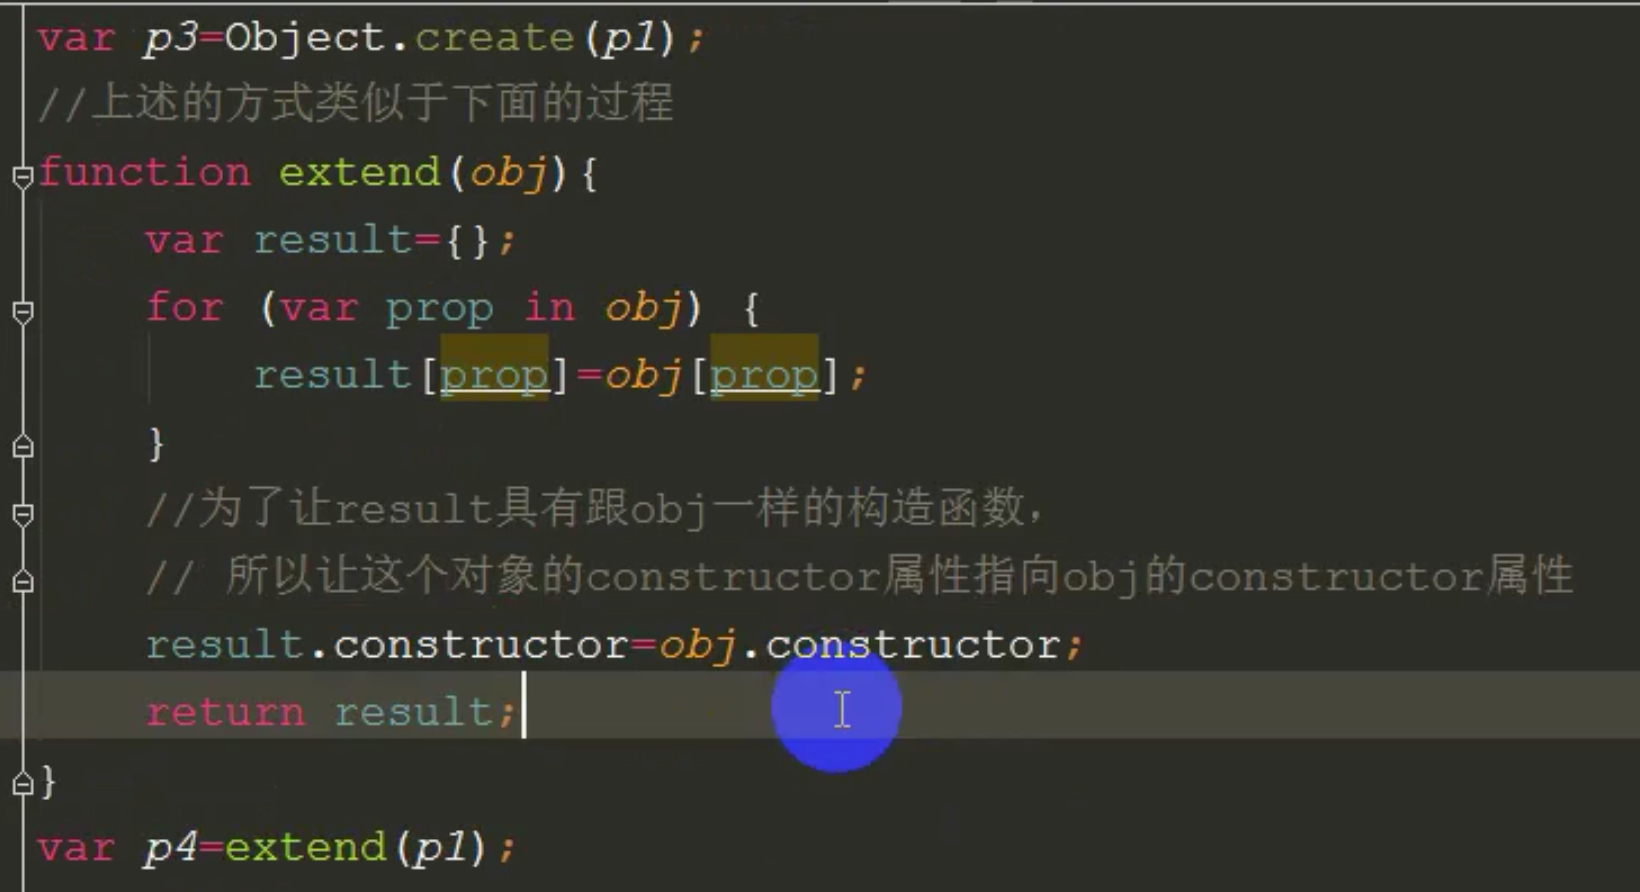 var p3=Object.create(p1);
//上述的方式类似于下面的过程
function extend(obj){
    var result={};
    for (var prop in obj) {
        result[prop]=obj[prop];
    }
    //为了让result具有跟obj一样的构造函数,
    // 所以让这个对象的constructor属性指向obj的constructor属性
    result.constructor=obj.constructor;
    return result;
}
var p4=extend(p1);